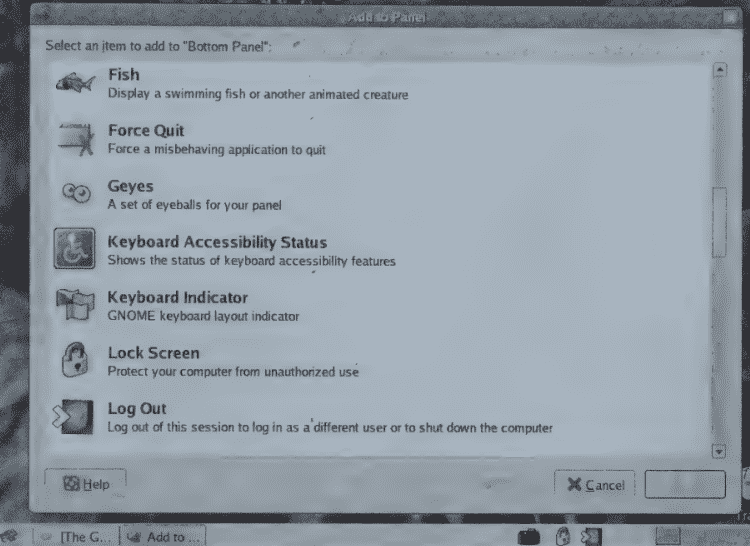 Add to Panel
Select an item to add to "Bottom Panel":
Fish
Display a swimming fish or another animated creature
Force Quit
Force a misbehaving application to quit
Geyes
A set of eyeballs for your panel
Keyboard Accessibility Status
Shows the status of keyboard accessibility features
Keyboard Indicator
GNOME keyboard layout indicator
Lock Screen
Protect your computer from unauthorized use
Log Out
Log out of this session to log in as a different user or to shut down the computer
Help
Cancel
[The G...
Add to ...